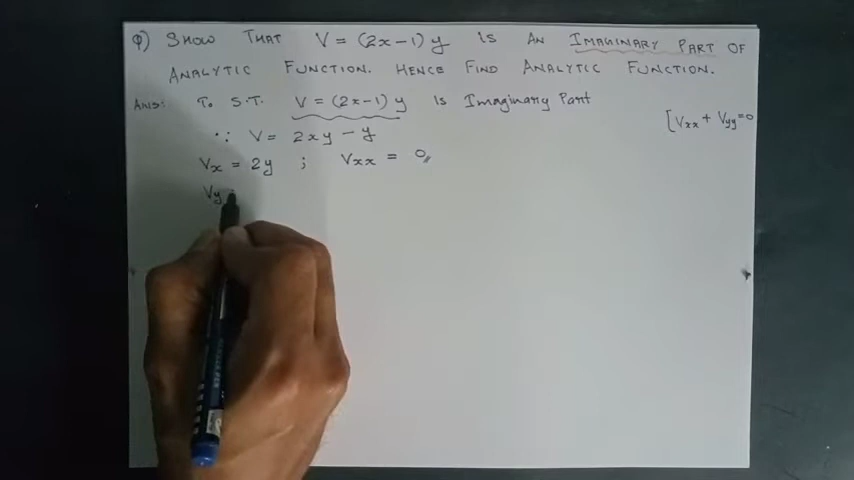 Q) SHOW THAT V = (2x-1) y IS AN IMAGINARY PART OF
ANALYTIC FUNCTION. HENCE FIND ANALYTIC FUNCTION.
ANS: To S.T. V = (2x-1) y Is Imaginary Part
[Vxx + Vyy=0
∵ V = 2xy - y
Vx = 2y ; Vxx = 0//
Vy =